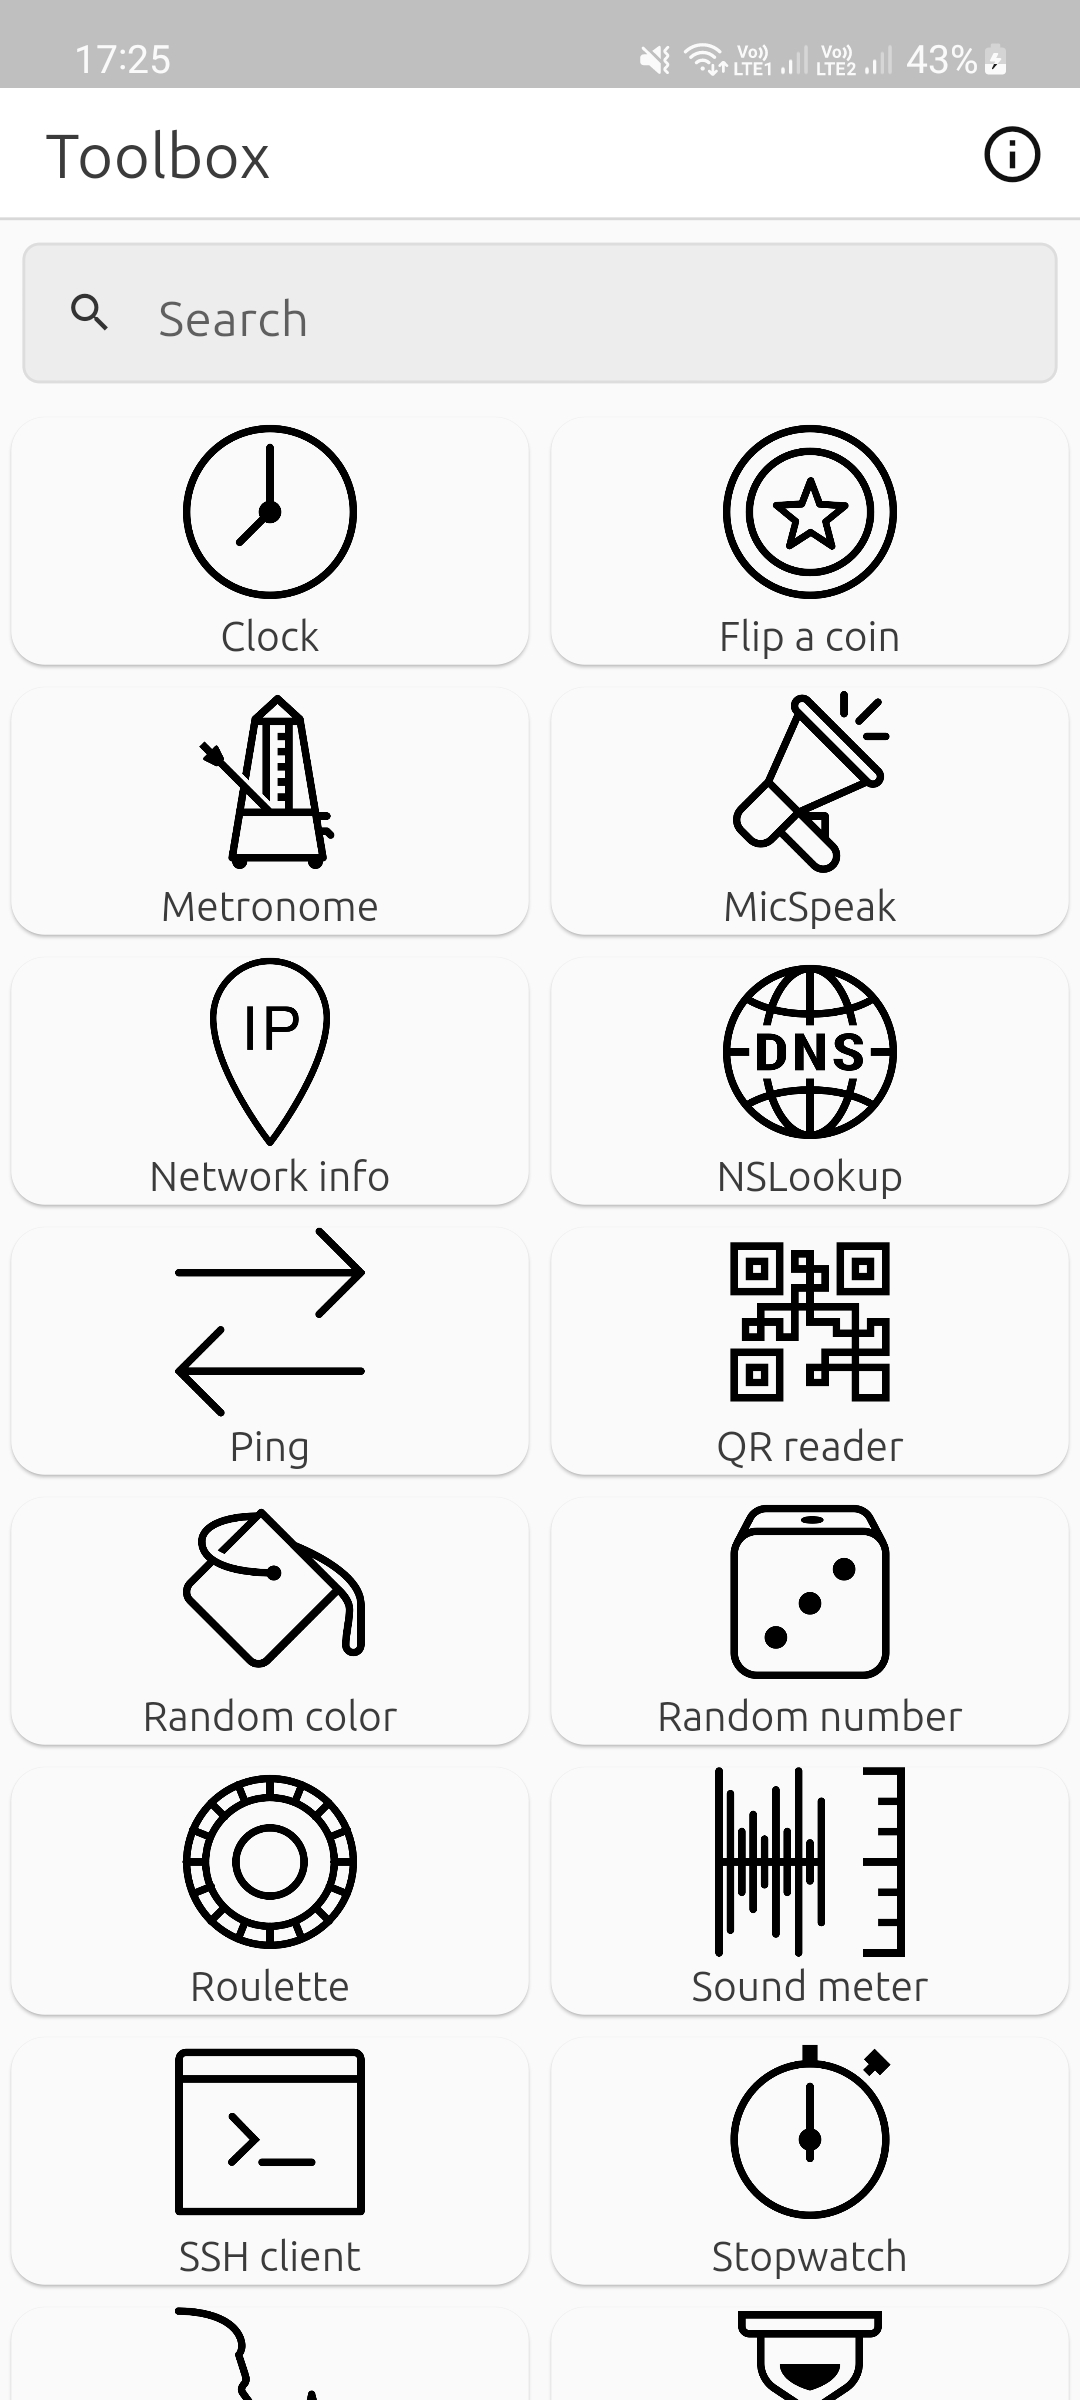 17:25 Vo)) LTE1 Vo)) LTE2 43%
Toolbox
Search
Clock Flip a coin
Metronome MicSpeak
IP DNS
Network info NSLookup
Ping QR reader
Random color Random number
Roulette Sound meter
SSH client Stopwatch